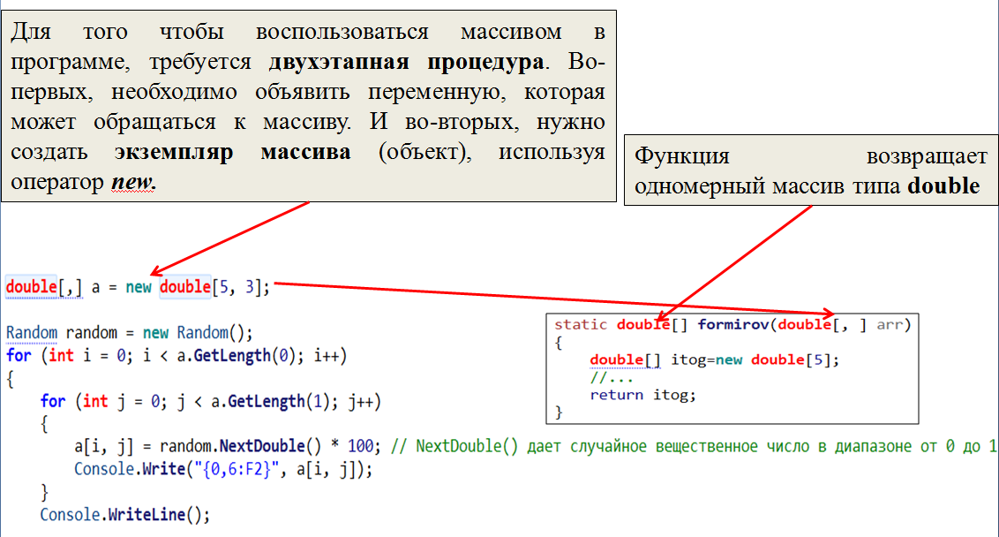 Для того чтобы воспользоваться массивом в
программе, требуется двухэтапная процедура. Во-
первых, необходимо объявить переменную, которая
может обращаться к массиву. И во-вторых, нужно
создать экземпляр массива (объект), используя
оператор new.
Функция возвращает
одномерный массив типа double
double[,] a = new double[5, 3];
Random random = new Random();
for (int i = 0; i < a.GetLength(0); i++)
{
for (int j = 0; j < a.GetLength(1); j++)
{
a[i, j] = random.NextDouble() * 100; // NextDouble() дает случайное вещественное число в диапазоне от 0 до 1
Console.Write("{0,6:F2}", a[i, j]);
}
Console.WriteLine();
static double[] formirov(double[, ] arr)
{
double[] itog=new double[5];
//...
return itog;
}